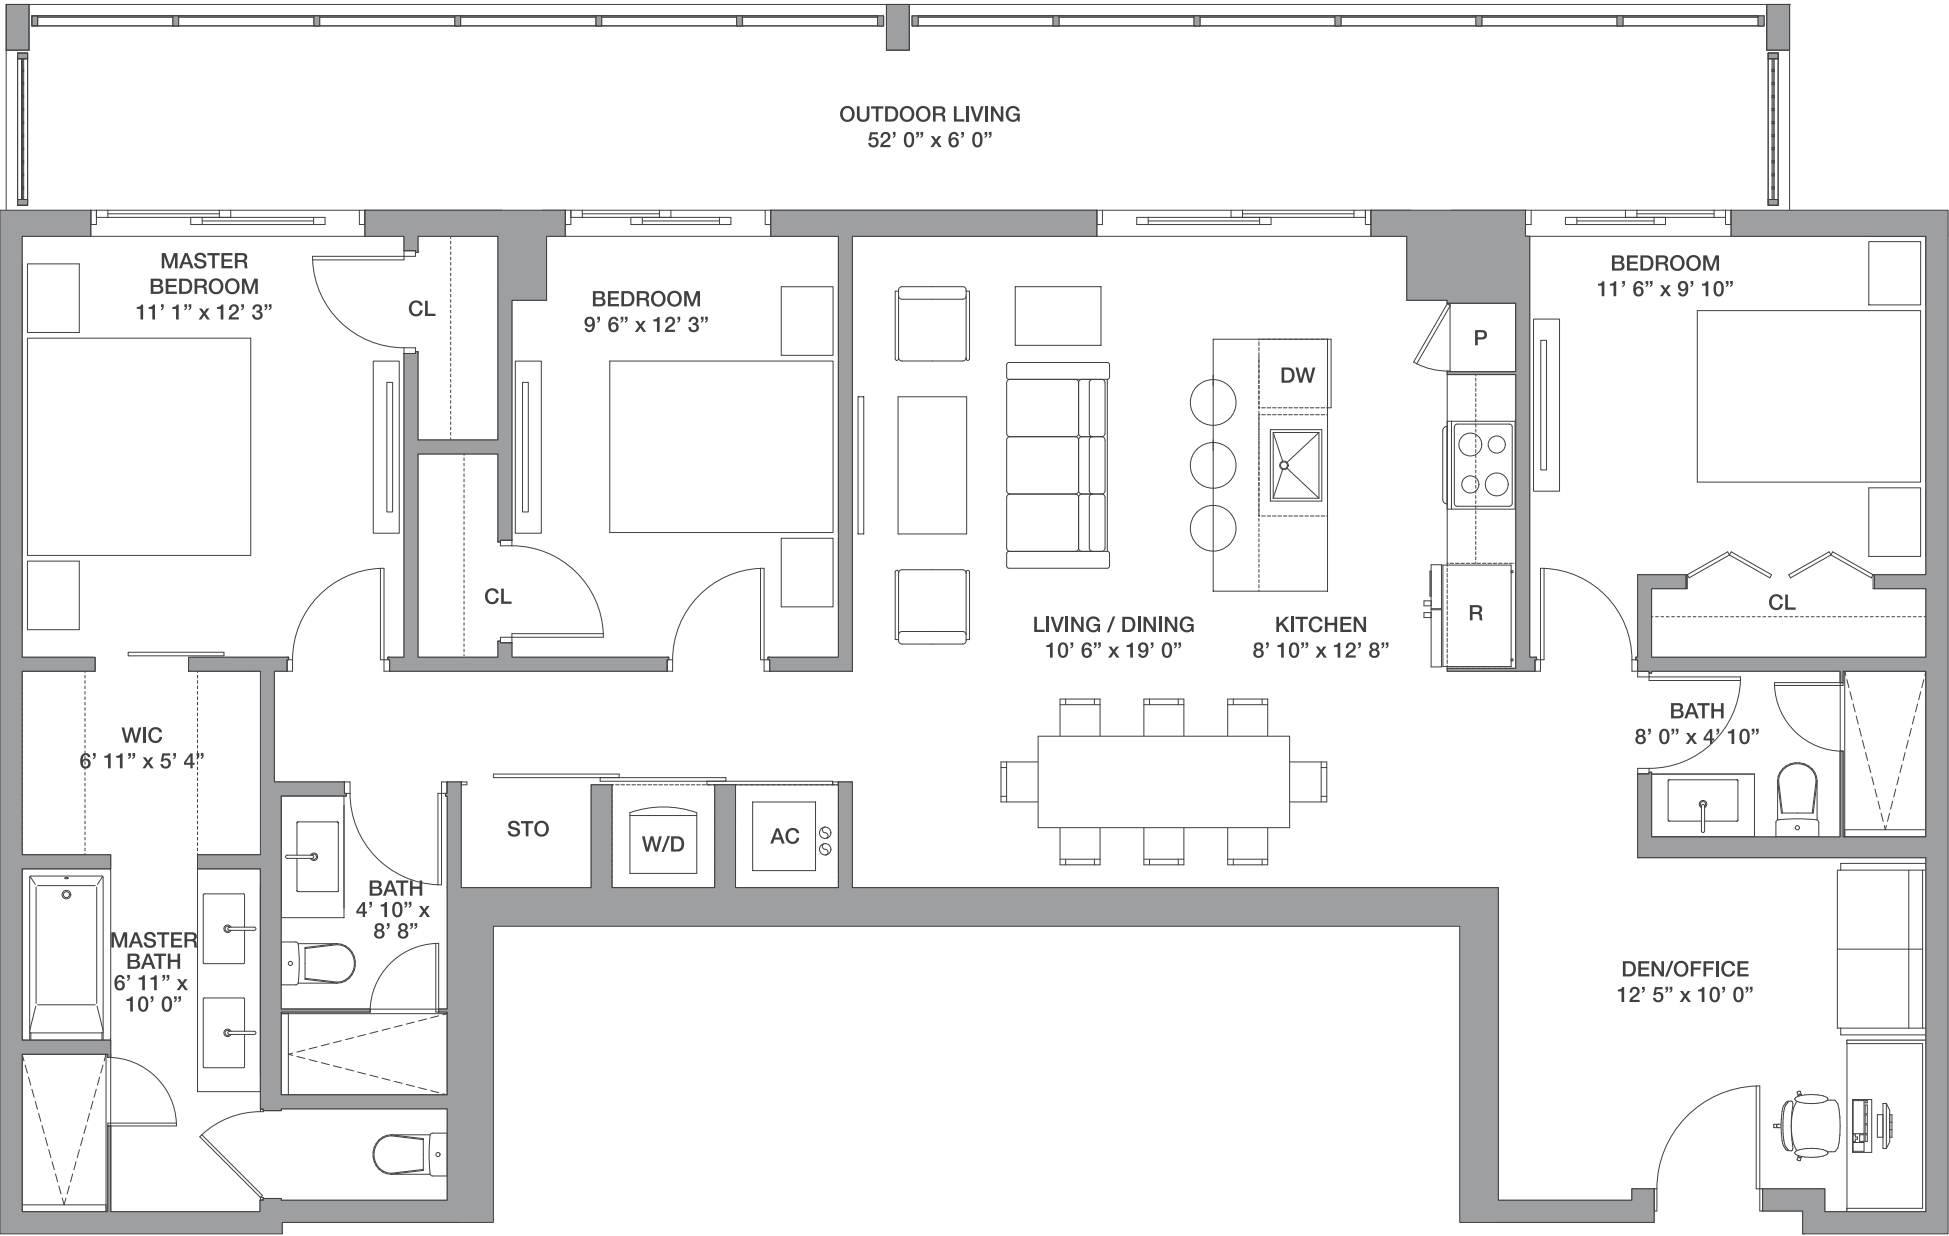 OUTDOOR LIVING
52’ 0” x 6’ 0”
MASTER
BEDROOM
11’ 1” x 12’ 3”
CL
BEDROOM
9’ 6” x 12’ 3”
CL
LIVING / DINING
10’ 6” x 19’ 0”
KITCHEN
8’ 10” x 12’ 8”
DW
P
R
BEDROOM
11’ 6” x 9’ 10”
CL
WIC
6’ 11” x 5’ 4”
BATH
8’ 0” x 4’ 10”
STO
W/D
AC
BATH
4’ 10” x
8’ 8”
MASTER
BATH
6’ 11” x
10’ 0”
DEN/OFFICE
12’ 5” x 10’ 0”